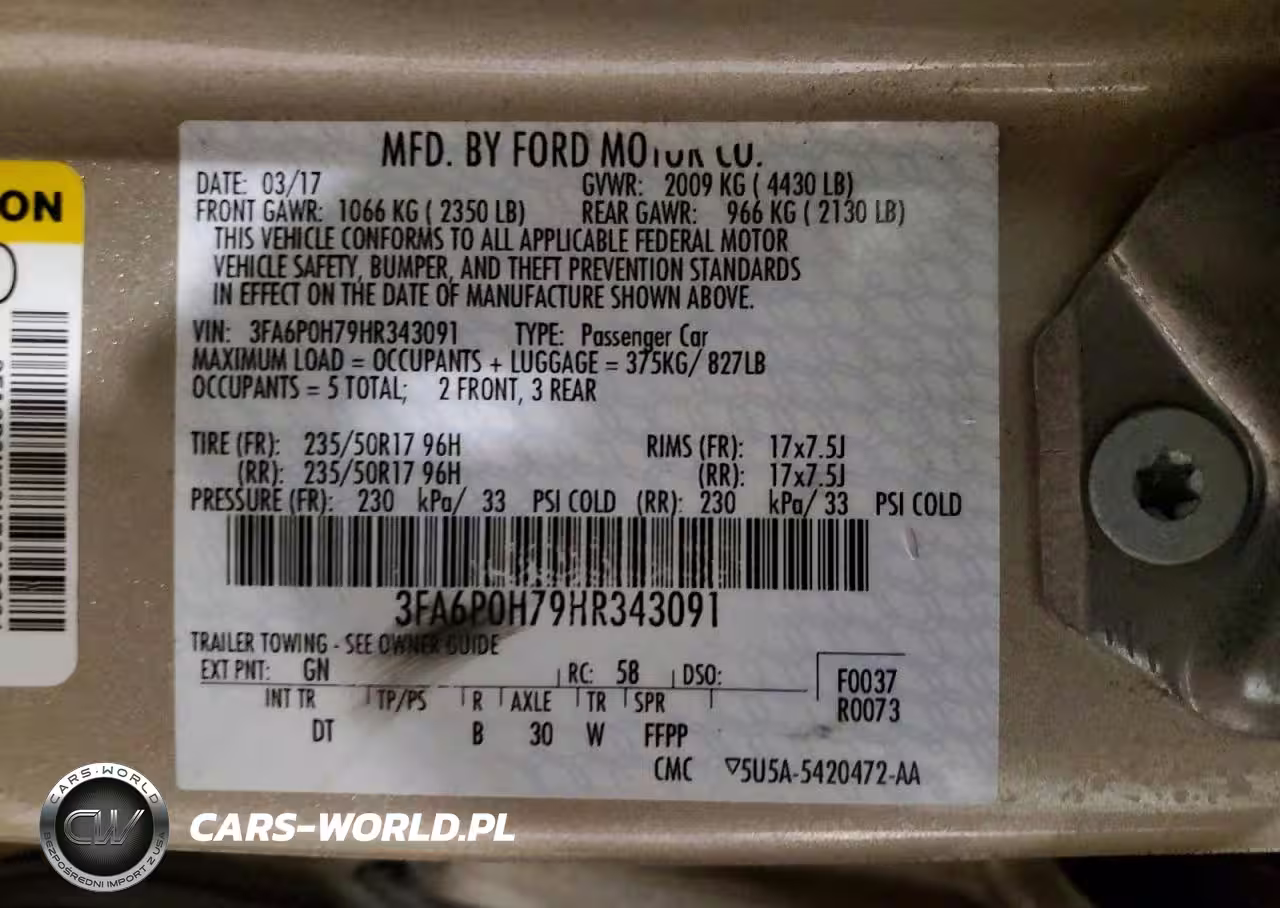 MFD. BY FORD MOTOR CO.
DATE: 03/17 GVWR: 2009 KG ( 4430 LB)
FRONT GAWR: 1066 KG ( 2350 LB) REAR GAWR: 966 KG ( 2130 LB)
THIS VEHICLE CONFORMS TO ALL APPLICABLE FEDERAL MOTOR
VEHICLE SAFETY, BUMPER, AND THEFT PREVENTION STANDARDS
IN EFFECT ON THE DATE OF MANUFACTURE SHOWN ABOVE.
VIN: 3FA6P0H79HR343091 TYPE: Passenger Car
MAXIMUM LOAD = OCCUPANTS + LUGGAGE = 375KG/ 827LB
OCCUPANTS = 5 TOTAL; 2 FRONT, 3 REAR
TIRE (FR): 235/50R17 96H RIMS (FR): 17x7.5J
(RR): 235/50R17 96H (RR): 17x7.5J
PRESSURE (FR): 230 kPa/ 33 PSI COLD (RR): 230 kPa/ 33 PSI COLD
3FA6P0H79HR343091
TRAILER TOWING - SEE OWNER GUIDE
EXT PNT: GN RC: 58 DSO:
F0037
INT TR TP/PS R AXLE TR SPR
R0073
DT B 30 W FFPP
CMC ▽5U5A-5420472-AA
ON
CARS-WORLD
CW
BEZPOŚREDNI IMPORT Z USA
CARS-WORLD.PL